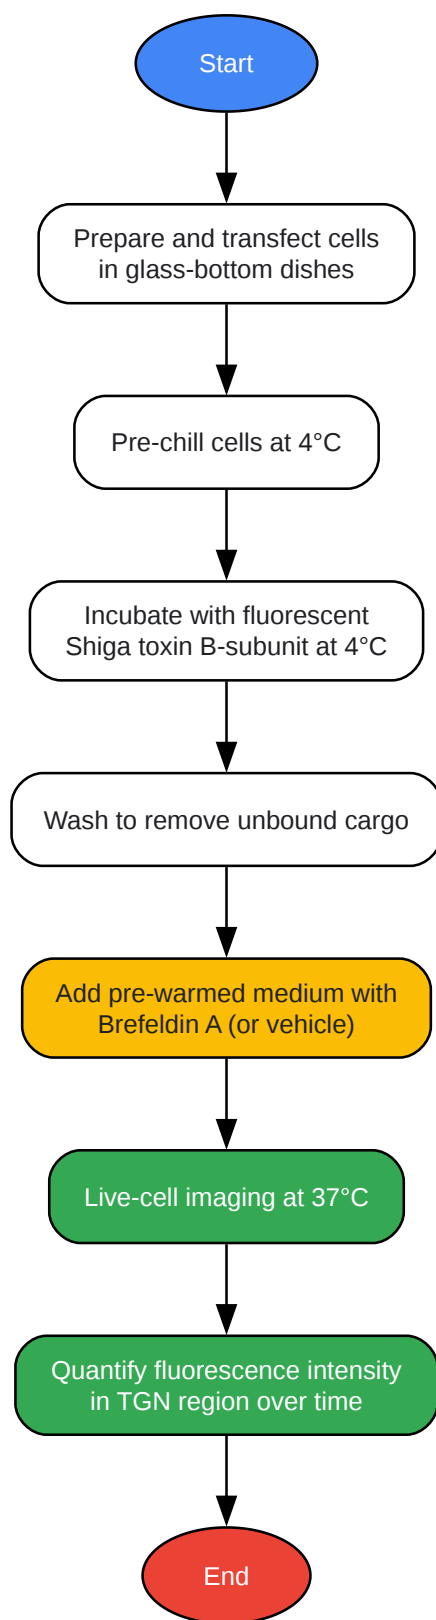 Start
Prepare and transfect cells
in glass-bottom dishes
Pre-chill cells at 4°C
Incubate with fluorescent
Shiga toxin B-subunit at 4°C
Wash to remove unbound cargo
Add pre-warmed medium with
Brefeldin A (or vehicle)
Live-cell imaging at 37°C
Quantify fluorescence intensity
in TGN region over time
End